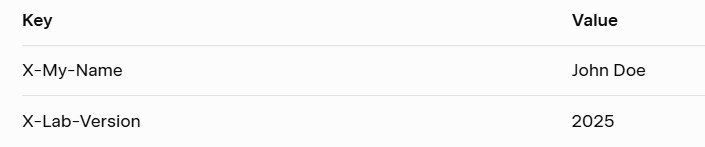 Key Value
X-My-Name John Doe
X-Lab-Version 2025